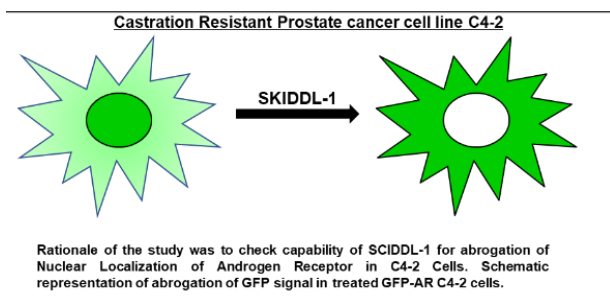 Castration Resistant Prostate cancer cell line C4-2
SKIDDL-1
Rationale of the study was to check capability of SCIDDL-1 for abrogation of
Nuclear Localization of Androgen Receptor in C4-2 Cells. Schematic
representation of abrogation of GFP signal in treated GFP-AR C4-2 cells.